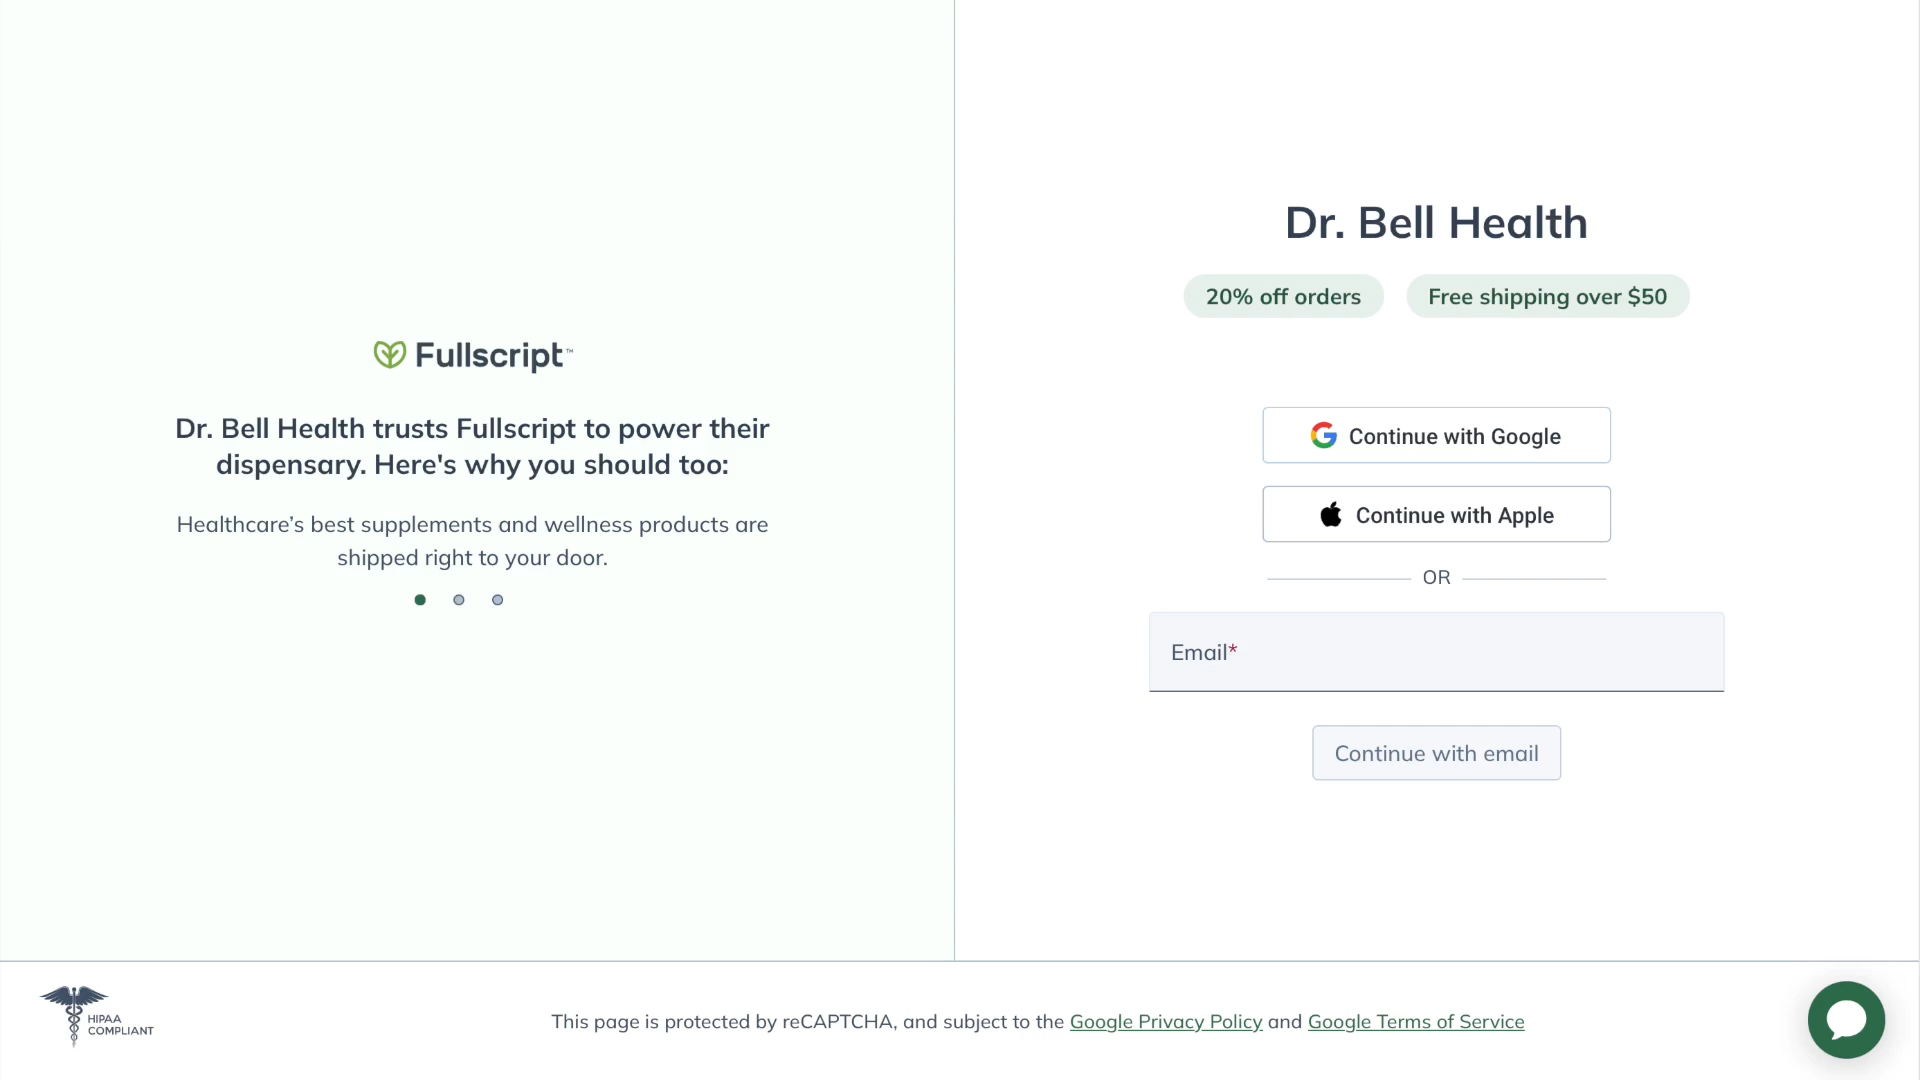 Fullscript™
Dr. Bell Health trusts Fullscript to power their
dispensary. Here's why you should too:
Healthcare’s best supplements and wellness products are
shipped right to your door.
Dr. Bell Health
20% off orders
Free shipping over $50
Continue with Google
Continue with Apple
OR
Email*
Continue with email
HIPAA
COMPLIANT
This page is protected by reCAPTCHA, and subject to the Google Privacy Policy and Google Terms of Service